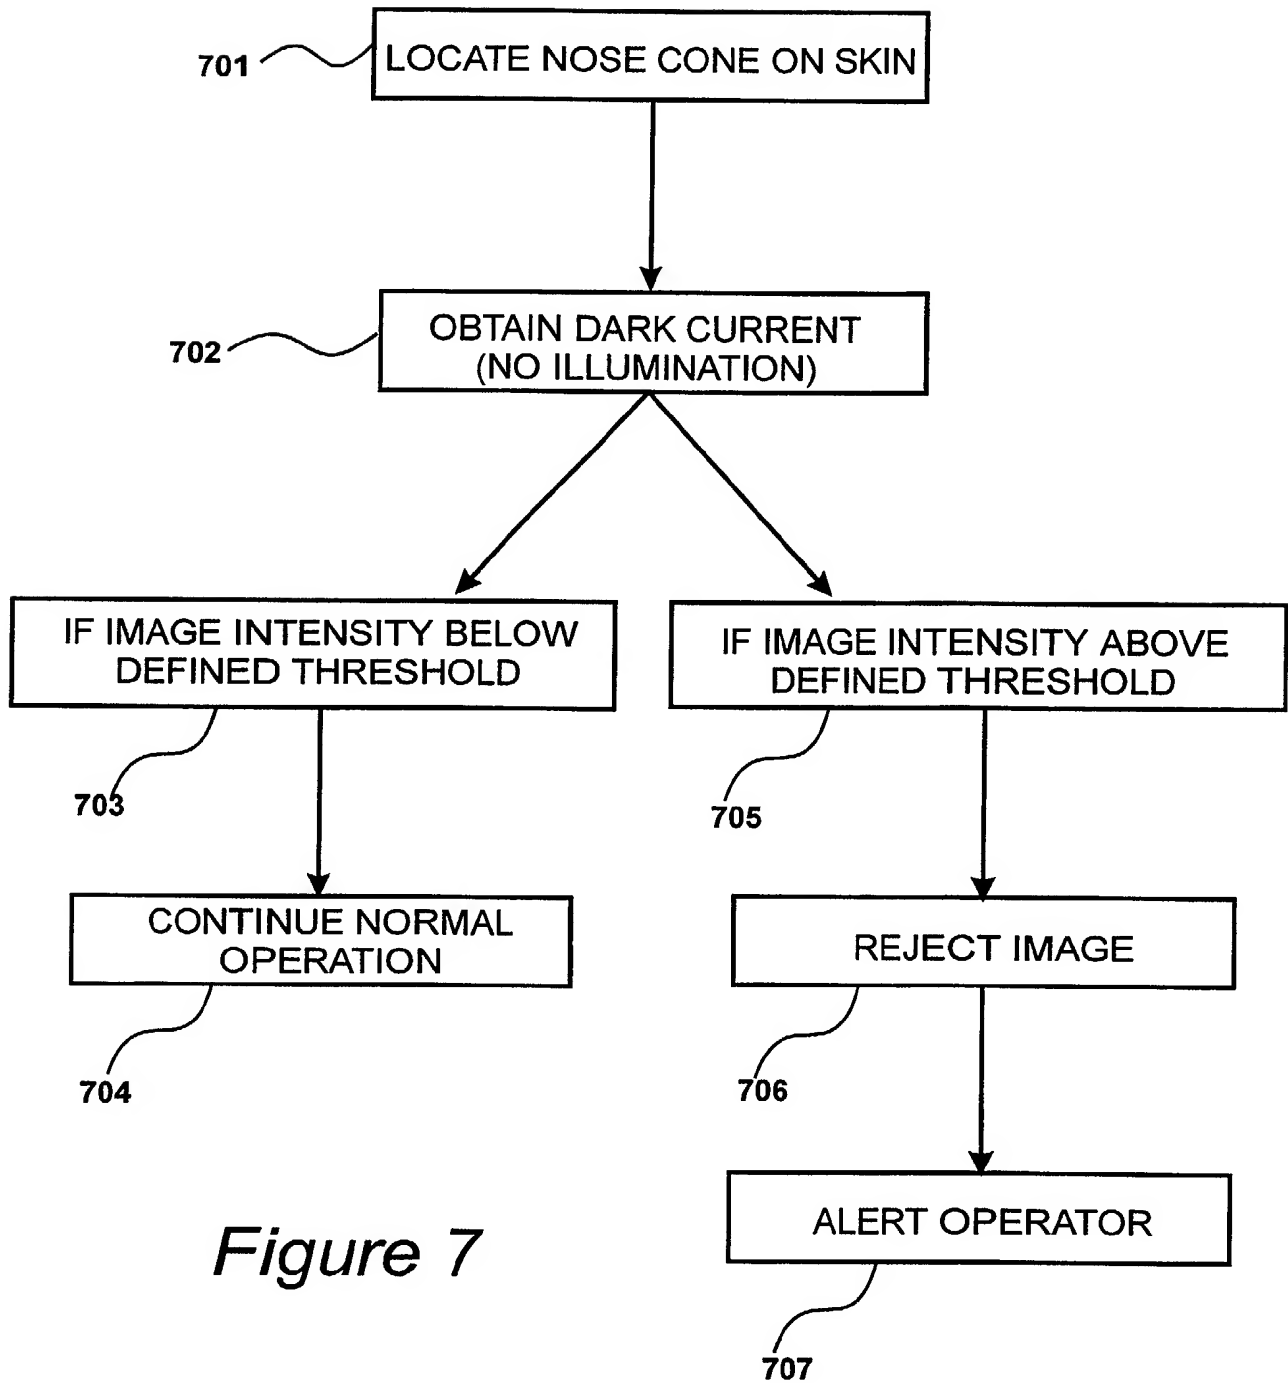 701
LOCATE NOSE CONE ON SKIN
702
OBTAIN DARK CURRENT
(NO ILLUMINATION)
IF IMAGE INTENSITY BELOW
DEFINED THRESHOLD
703
IF IMAGE INTENSITY ABOVE
DEFINED THRESHOLD
705
CONTINUE NORMAL
OPERATION
704
REJECT IMAGE
706
ALERT OPERATOR
707
Figure 7